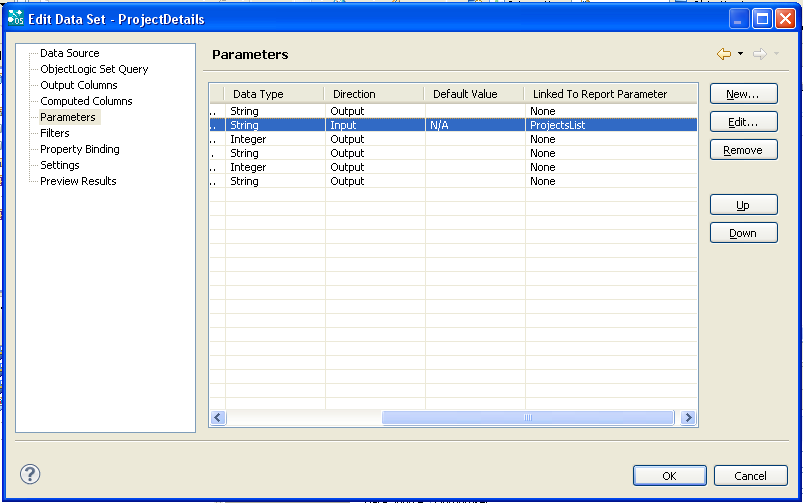 Edit Data Set - ProjectDetails
Data Source
ObjectLogic Set Query
Output Columns
Computed Columns
Parameters
Filters
Property Binding
Settings
Preview Results
Parameters
Data Type Direction Default Value Linked To Report Parameter
.. String Output None
.. String Input N/A ProjectsList
.. Integer Output None
.. String Output None
.. Integer Output None
.. String Output None
New...
Edit...
Remove
Up
Down
?
OK Cancel